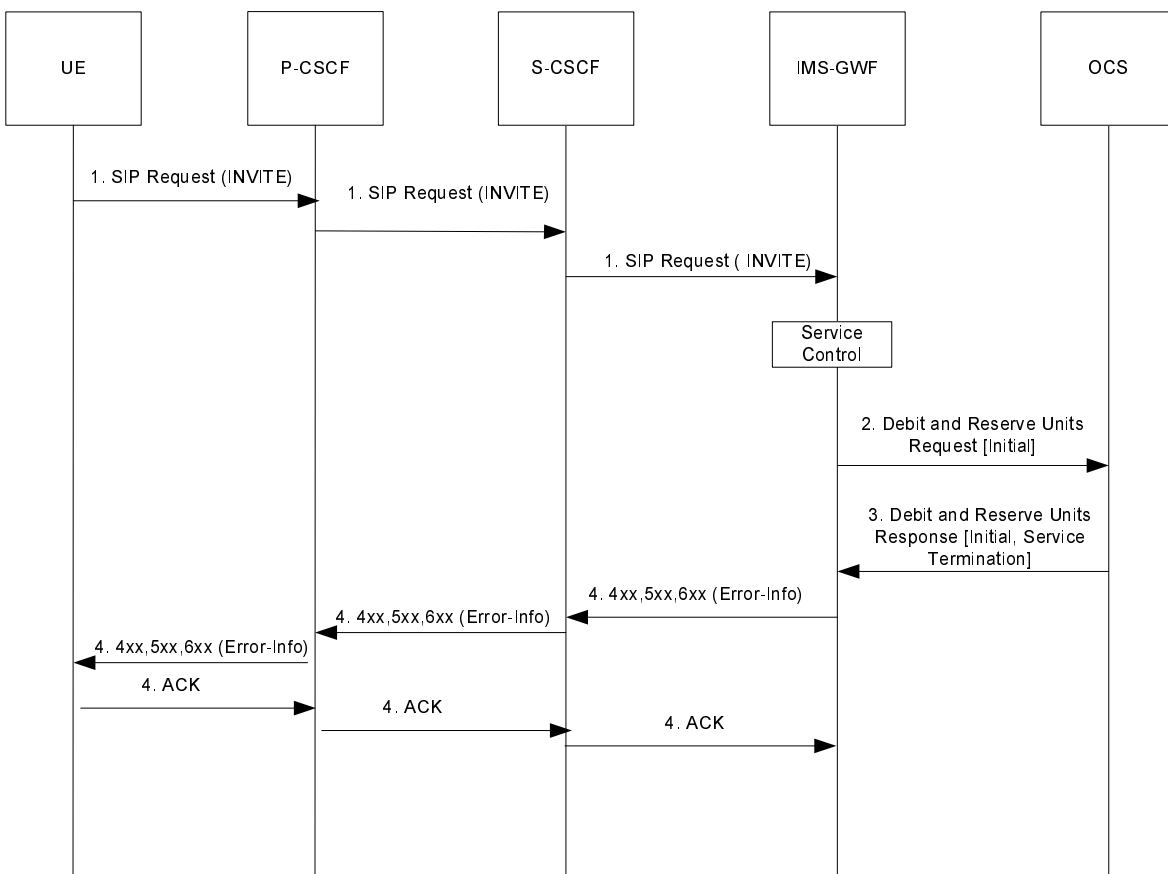 UE
P-CSCF
S-CSCF
IMS-GWF
OCS
1. SIP Request (INVITE)
1. SIP Request (INVITE)
1. SIP Request ( INVITE)
Service
Control
2. Debit and Reserve Units
Request [Initial]
3. Debit and Reserve Units
Response [Initial, Service
Termination]
4. 4xx,5xx,6xx (Error-Info)
4. 4xx,5xx,6xx (Error-Info)
4. 4xx,5xx,6xx (Error-Info)
4. ACK
4. ACK
4. ACK